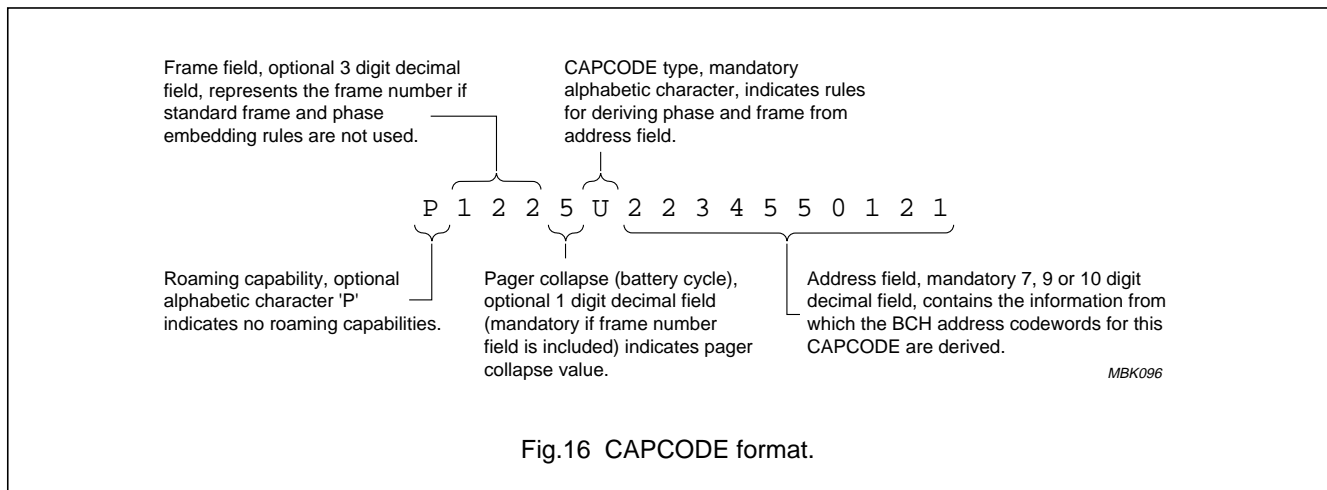 Frame field, optional 3 digit decimal
field, represents the frame number if
standard frame and phase
embedding rules are not used.
CAPCODE type, mandatory
alphabetic character, indicates rules
for deriving phase and frame from
address field.
P 1 2 2 5 U 2 2 3 4 5 5 0 1 2 1
Roaming capability, optional
alphabetic character 'P'
indicates no roaming capabilities.
Pager collapse (battery cycle),
optional 1 digit decimal field
(mandatory if frame number
field is included) indicates pager
collapse value.
Address field, mandatory 7, 9 or 10 digit
decimal field, contains the information from
which the BCH address codewords for this
CAPCODE are derived.
MBK096
Fig.16 CAPCODE format.